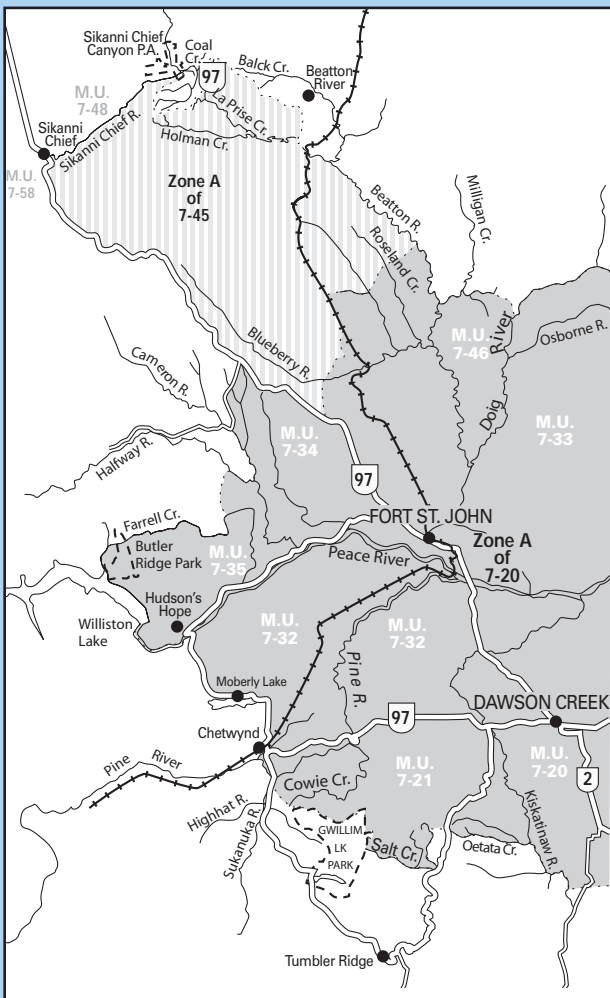 Sikanni Chief
Canyon P.A.
Coal
Cr.
97
Balck Cr.
Beatton
River
M.U.
7-48
La Prise Cr.
Sikanni
Chief
Sikanni Chief R.
Holman Cr.
M.U.
7-58
Zone A
of
7-45
Beatton R.
Milligan Cr.
Roseland Cr.
Blueberry R.
M.U.
7-46
Doig River
Osborne R.
Cameron R.
M.U.
7-34
M.U.
7-33
Halfway R.
97
FORT ST. JOHN
Farrell Cr.
Butler
Ridge Park
M.U.
7-35
Peace River
Zone A
of
7-20
Hudson's
Hope
Williston
Lake
M.U.
7-32
M.U.
7-32
Pine R.
Moberly Lake
DAWSON CREEK
Chetwynd
97
Pine River
M.U.
7-21
M.U.
7-20
2
Cowie Cr.
Highhat R.
Sukanuka R.
GWILLIM
LK
PARK
Salt Cr.
Oetata Cr.
Kiskatinaw R.
Tumbler Ridge